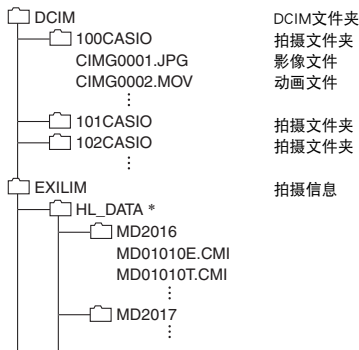 DCIM DCIM文件夹
100CASIO 拍摄文件夹
CIMG0001.JPG 影像文件
CIMG0002.MOV 动画文件
⋮
101CASIO 拍摄文件夹
102CASIO 拍摄文件夹
⋮
EXILIM 拍摄信息
HL_DATA *
MD2016
MD01010E.CMI
MD01010T.CMI
⋮
MD2017
⋮